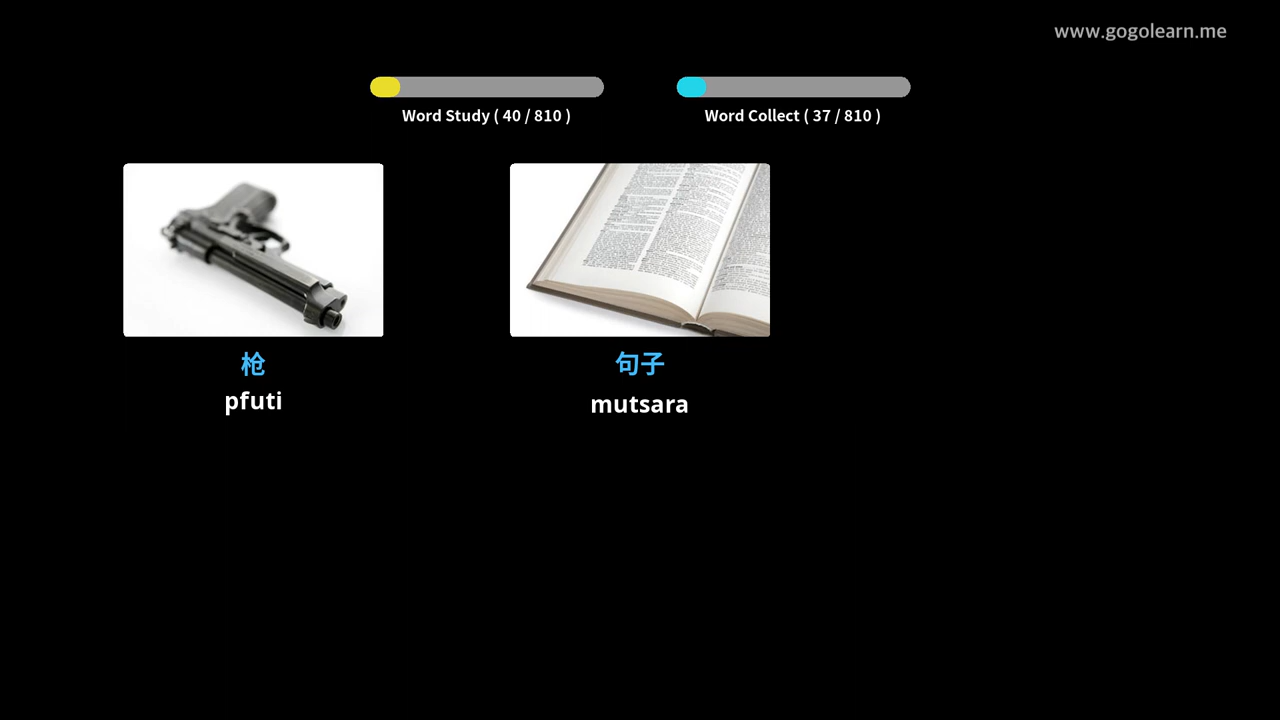 www.gogolearn.me
Word Study ( 40 / 810 )
Word Collect ( 37 / 810 )
枪
pfuti
句子
mutsara